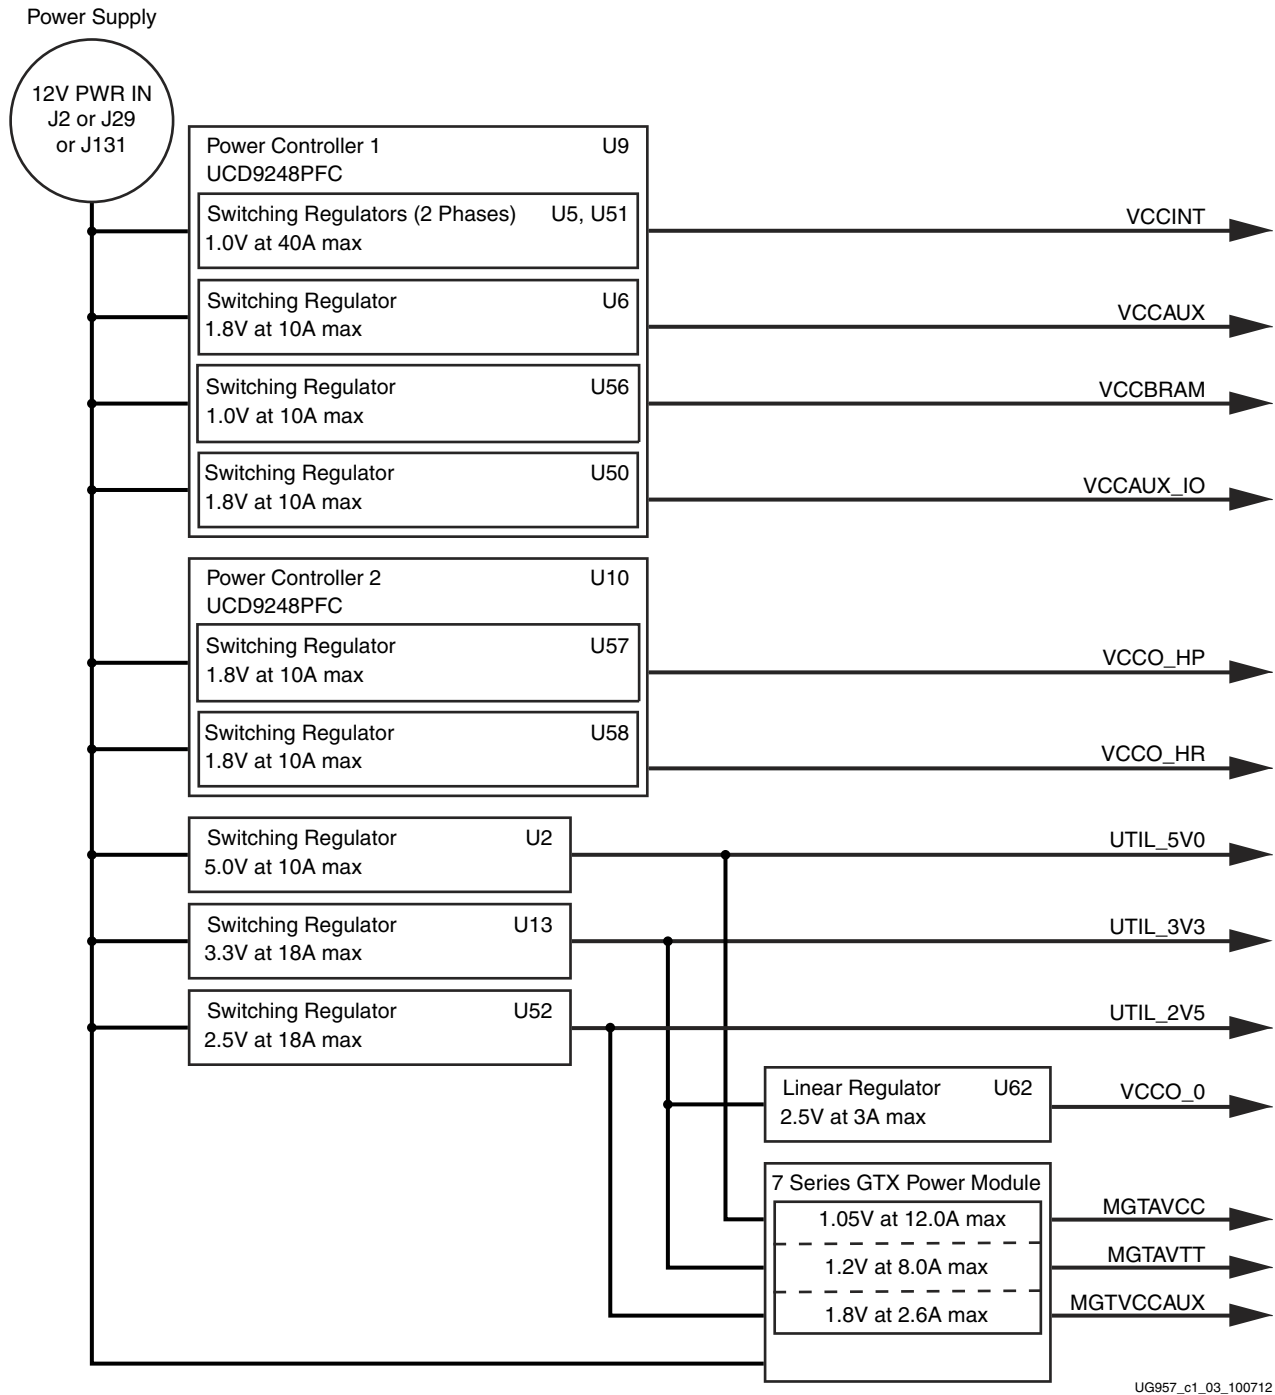 Power Supply
12V PWR IN
J2 or J29
or J131
Power Controller 1 U9
UCD9248PFC
Switching Regulators (2 Phases) U5, U51
1.0V at 40A max
VCCINT
Switching Regulator U6
1.8V at 10A max
VCCAUX
Switching Regulator U56
1.0V at 10A max
VCCBRAM
Switching Regulator U50
1.8V at 10A max
VCCAUX_IO
Power Controller 2 U10
UCD9248PFC
Switching Regulator U57
1.8V at 10A max
VCCO_HP
Switching Regulator U58
1.8V at 10A max
VCCO_HR
Switching Regulator U2
5.0V at 10A max
UTIL_5V0
Switching Regulator U13
3.3V at 18A max
UTIL_3V3
Switching Regulator U52
2.5V at 18A max
UTIL_2V5
Linear Regulator U62
2.5V at 3A max
VCCO_0
7 Series GTX Power Module
1.05V at 12.0A max
MGTAVCC
1.2V at 8.0A max
MGTAVTT
1.8V at 2.6A max
MGTVCCAUX
UG957_c1_03_100712